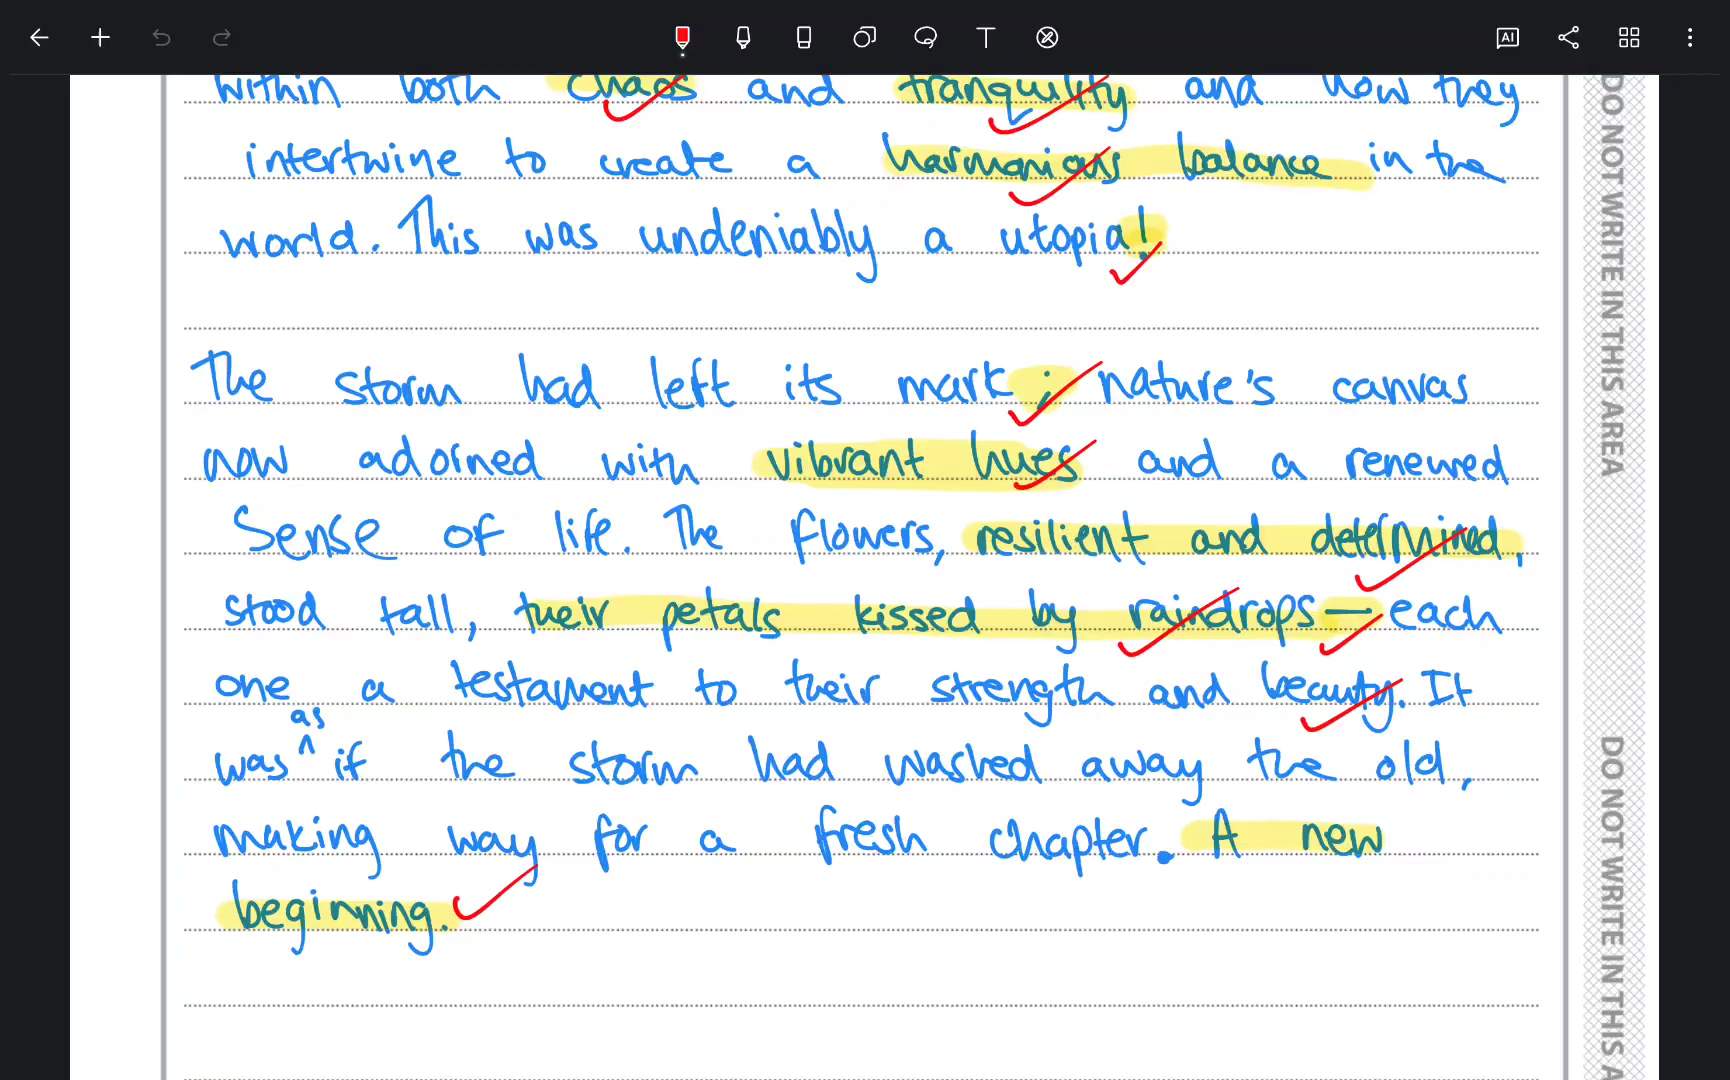 AI
within both chaos and tranquility and how they
intertwine to create a harmonious balance in the
world. This was undeniably a utopia!
The storm had left its mark; nature's canvas
now adorned with vibrant hues and a renewed
sense of life. The flowers, resilient and determined,
stood tall, their petals kissed by raindrops — each
one a testament to their strength and beauty. It
as
was ^ if the storm had washed away the old,
making way for a fresh chapter. A new
beginning.
DO NOT WRITE IN THIS AREA
DO NOT WRITE IN THIS A